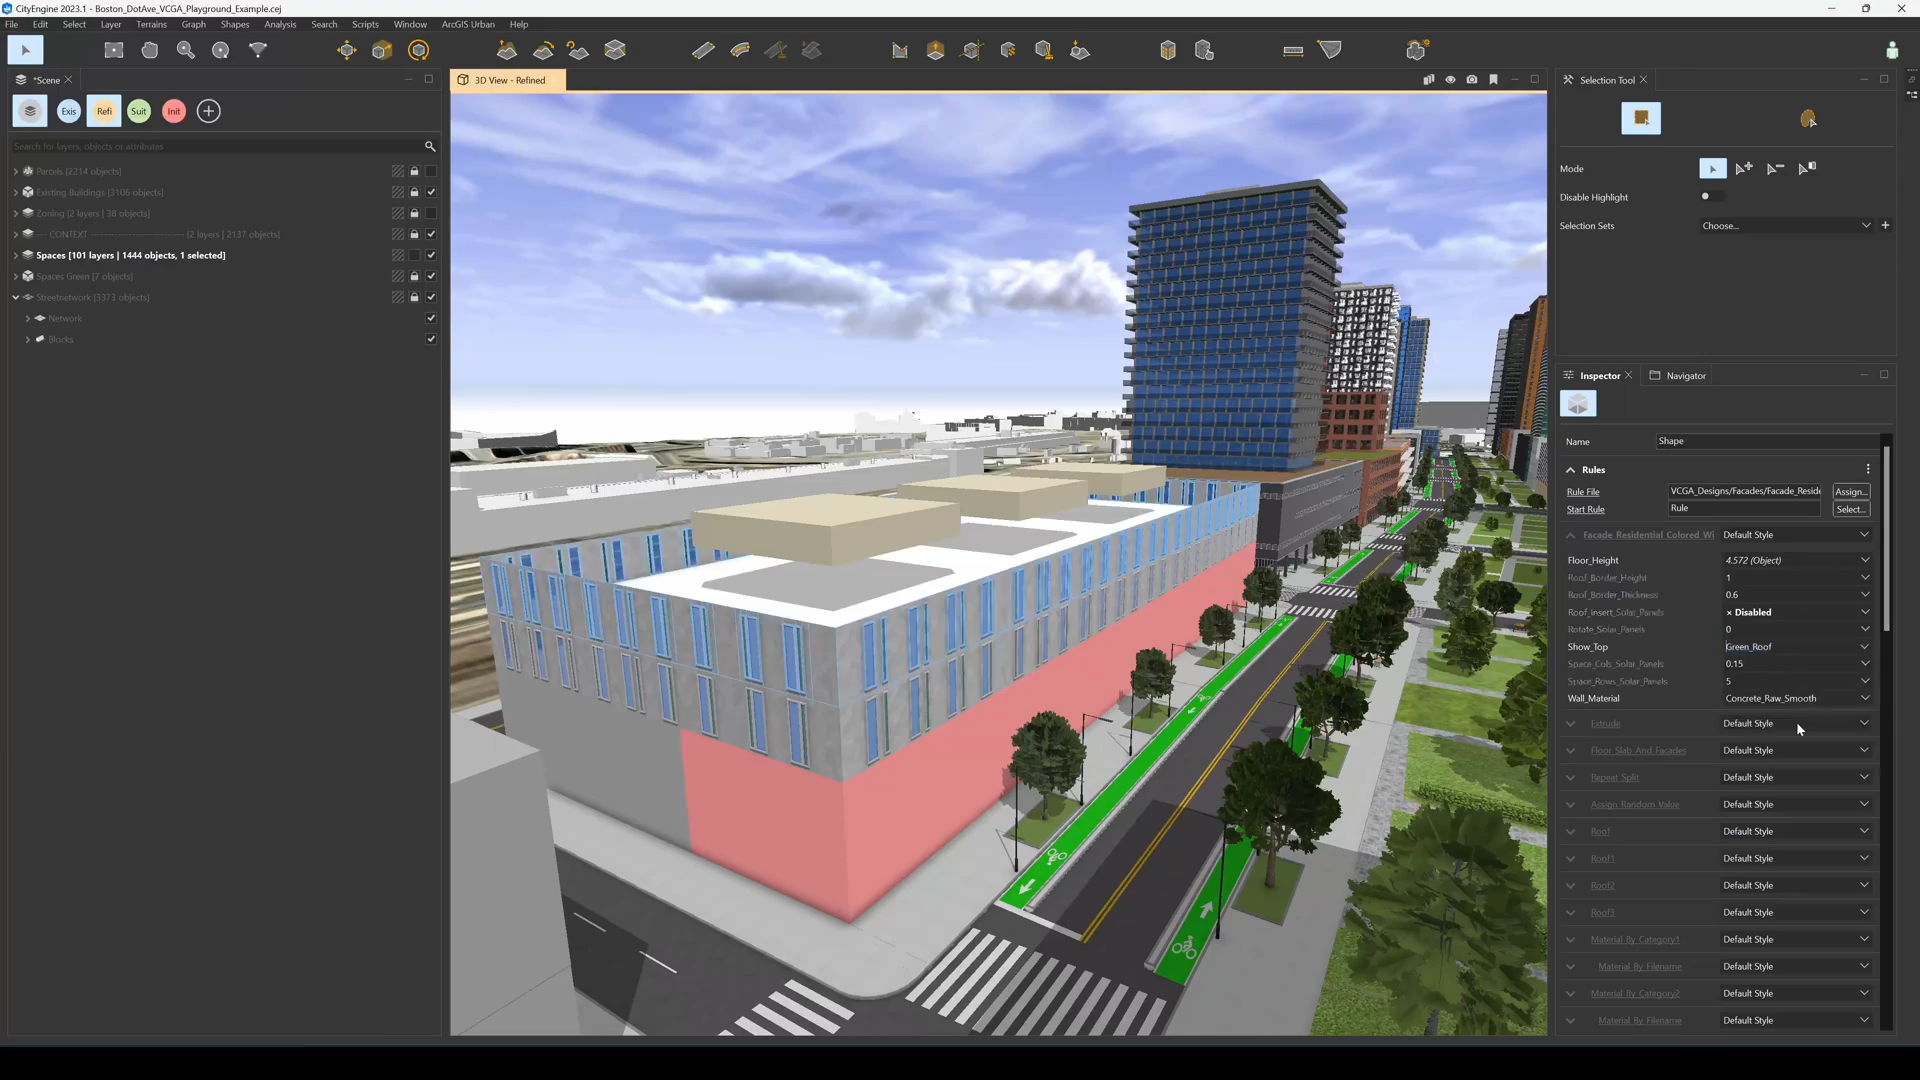 CityEngine 2023.1 - Boston_DotAve_VCGA_Playground_Example.cej
File Edit Select Layer Terrains Graph Shapes Analysis Search Scripts Window ArcGIS Urban Help
*Scene
3D View - Refined
Selection Tool
Exis Refi Suit Init
Search for layers, objects or attributes
Parcels [2214 objects]
Existing Buildings [3106 objects]
Zoning [2 layers | 38 objects]
CONTEXT ---------------------------- [2 layers | 2137 objects]
Spaces [101 layers | 1444 objects, 1 selected]
Spaces Green [7 objects]
Streetnetwork [3373 objects]
Network
Blocks
Mode
Disable Highlight
Selection Sets Choose...
Inspector Navigator
Name Shape
Rules
Rule File VCGA_Designs/Facades/Facade_Reside Assign...
Start Rule Rule Select...
Facade Residential Colored Wi Default Style
Floor_Height 4.572 (Object)
Roof_Border_Height 1
Roof_Border_Thickness 0.6
Roof_Insert_Solar_Panels × Disabled
Rotate_Solar_Panels 0
Show_Top Green_Roof
Space_Cols_Solar_Panels 0.15
Space_Rows_Solar_Panels 5
Wall_Material Concrete_Raw_Smooth
Extrude Default Style
Floor Slab And Facades Default Style
Repeat Split Default Style
Assign Random Value Default Style
Roof Default Style
Roof1 Default Style
Roof2 Default Style
Roof3 Default Style
Material By Category1 Default Style
Material By Filename Default Style
Material By Category2 Default Style
Material By Filename Default Style